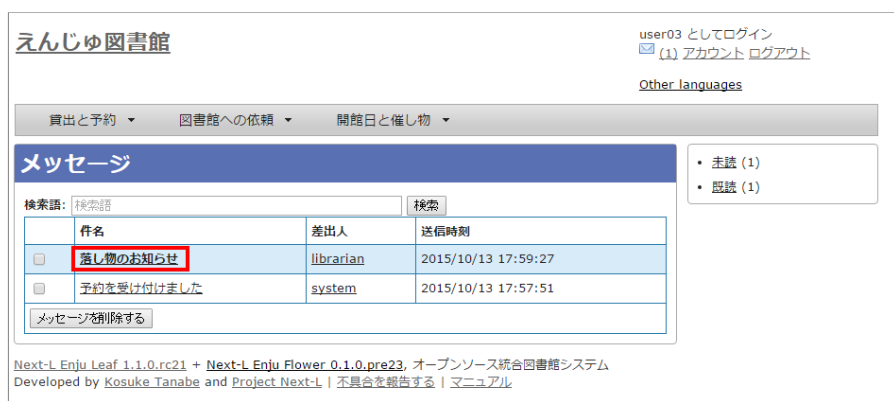 えんじゅ図書館
user03 としてログイン
(1) アカウント ログアウト
Other languages
貸出と予約 ▼ 図書館への依頼 ▼ 開館日と催し物 ▼
メッセージ
• 未読 (1)
• 既読 (1)
検索語: 検索語 検索
件名 差出人 送信時刻
落し物のお知らせ librarian 2015/10/13 17:59:27
予約を受け付けました system 2015/10/13 17:57:51
メッセージを削除する
Next-L Enju Leaf 1.1.0.rc21 + Next-L Enju Flower 0.1.0.pre23, オープンソース統合図書館システム
Developed by Kosuke Tanabe and Project Next-L | 不具合を報告する | マニュアル